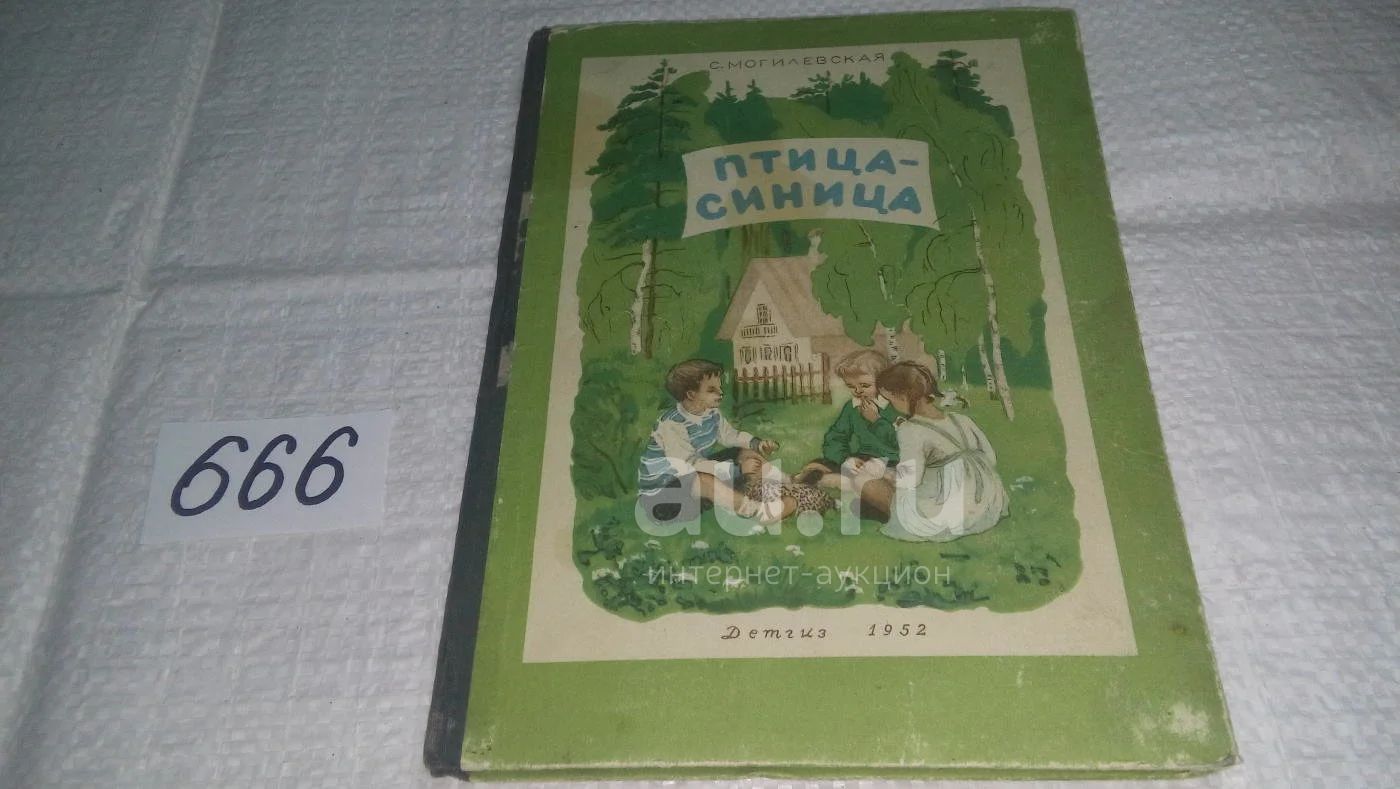 С. МОГИЛЕВСКАЯ
ПТИЦА-
СИНИЦА
666
au.ru
интернет-аукцион
Детгиз 1952